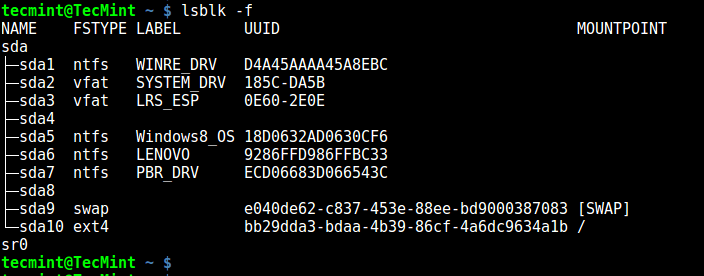 tecmint@TecMint ~ $ lsblk -f
NAME    FSTYPE LABEL       UUID                                 MOUNTPOINT
sda
├─sda1  ntfs   WINRE_DRV   D4A45AAAA45A8EBC
├─sda2  vfat   SYSTEM_DRV  185C-DA5B
├─sda3  vfat   LRS_ESP     0E60-2E0E
├─sda4
├─sda5  ntfs   Windows8_OS 18D0632AD0630CF6
├─sda6  ntfs   LENOVO      9286FFD986FFBC33
├─sda7  ntfs   PBR_DRV     ECD06683D066543C
├─sda8
├─sda9  swap               e040de62-c837-453e-88ee-bd9000387083 [SWAP]
└─sda10 ext4               bb29dda3-bdaa-4b39-86cf-4a6dc9634a1b /
sr0
tecmint@TecMint ~ $